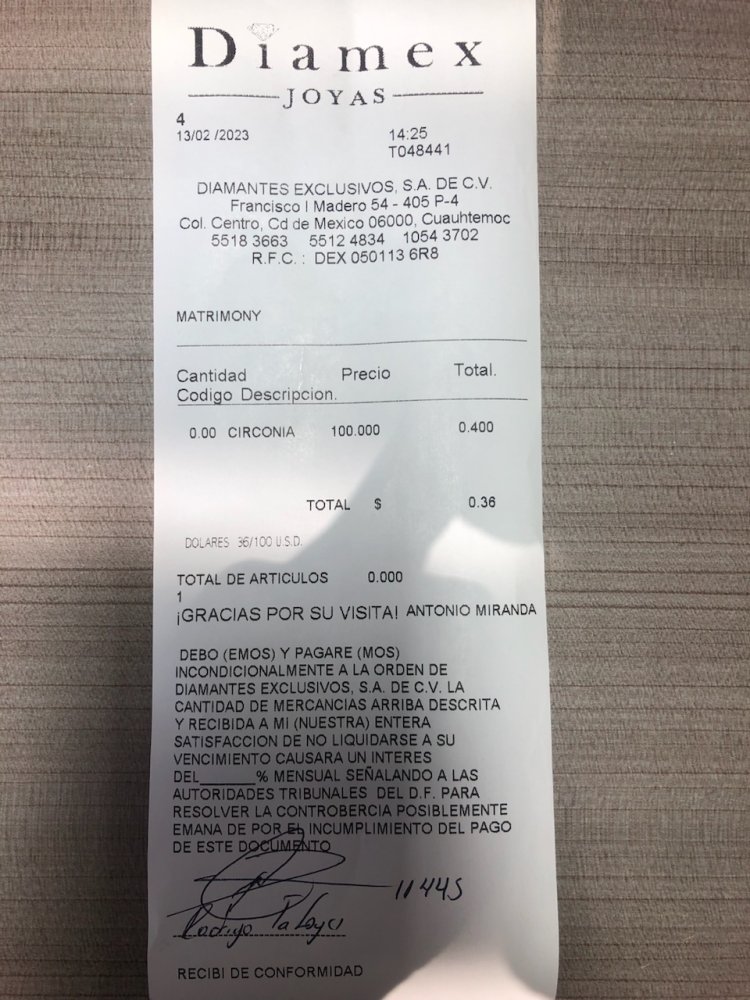 Diamex
JOYAS
4
13/02 /2023 14:25
T048441
DIAMANTES EXCLUSIVOS, S.A. DE C.V.
Francisco I Madero 54 - 405 P-4
Col. Centro, Cd de Mexico 06000, Cuauhtemoc
5518 3663 5512 4834 1054 3702
R.F.C. : DEX 050113 6R8
MATRIMONY
Cantidad Precio Total.
Codigo Descripcion.
0.00 CIRCONIA 100.000 0.400
TOTAL $ 0.36
DOLARES 36/100 U.S.D.
TOTAL DE ARTICULOS 0.000
1
¡GRACIAS POR SU VISITA! ANTONIO MIRANDA
DEBO (EMOS) Y PAGARE (MOS)
INCONDICIONALMENTE A LA ORDEN DE
DIAMANTES EXCLUSIVOS, S.A. DE C.V. LA
CANTIDAD DE MERCANCIAS ARRIBA DESCRITA
Y RECIBIDA A MI (NUESTRA) ENTERA
SATISFACCION DE NO LIQUIDARSE A SU
VENCIMIENTO CAUSARA UN INTERES
DEL______% MENSUAL SEÑALANDO A LAS
AUTORIDADES TRIBUNALES DEL D.F. PARA
RESOLVER LA CONTROBERCIA POSIBLEMENTE
EMANA DE POR EL INCUMPLIMIENTO DEL PAGO
DE ESTE DOCUMENTO
11445
Rodrigo
RECIBI DE CONFORMIDAD